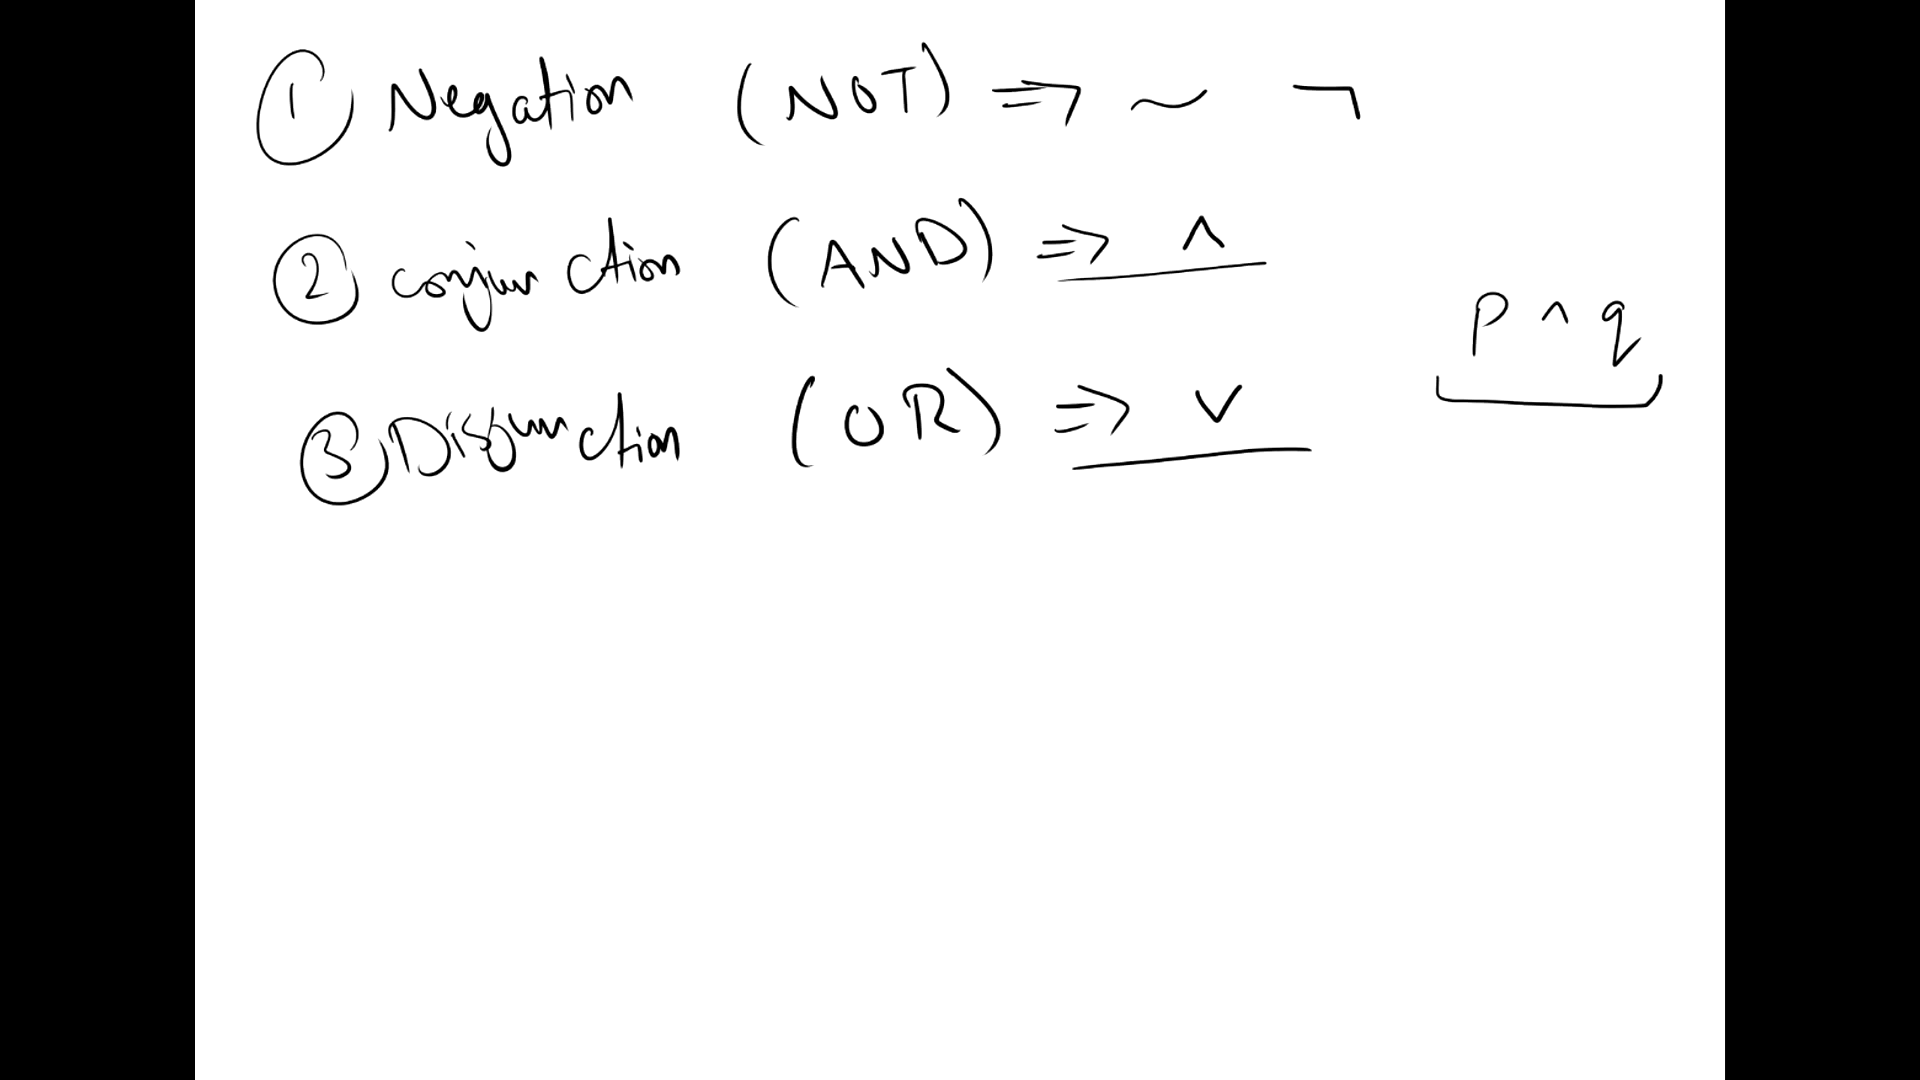 ① Negation (NOT) => ~ ¬
② conjunction (AND) => ∧
p ∧ q
③ Disjunction (OR) => ∨